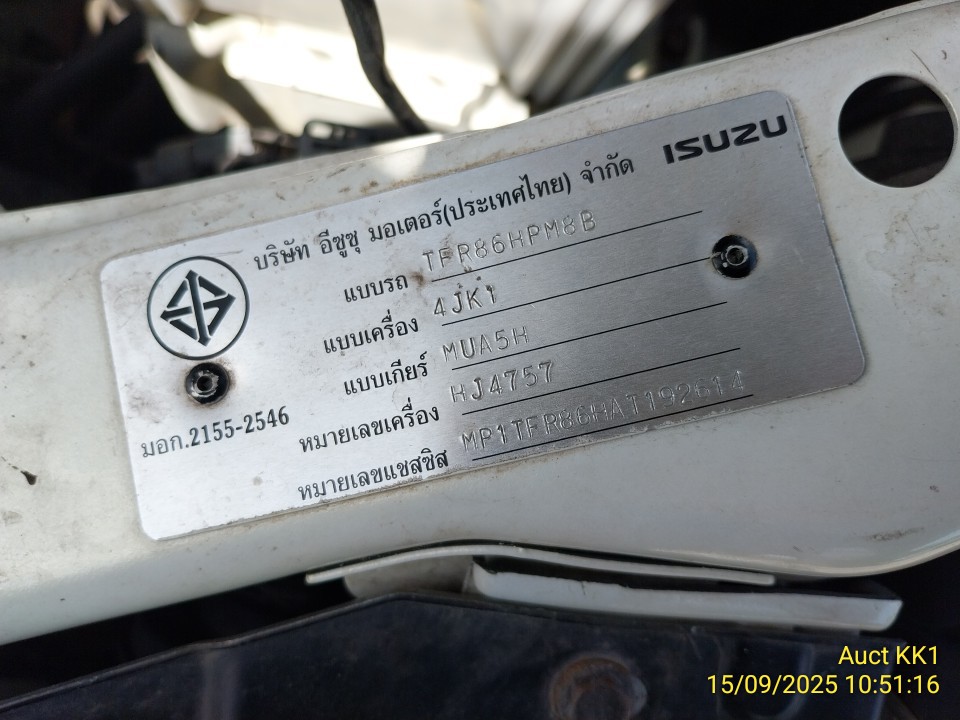 ISUZU
บริษัท อีซูซุ มอเตอร์(ประเทศไทย) จำกัด
แบบรถ TFR86HPM8B
แบบเครื่อง 4JK1
แบบเกียร์ MUA5H
หมายเลขเครื่อง HJ4757
หมายเลขแชสซิส MP1TFR86HAT192614
มอก.2155-2546
Auct KK1
15/09/2025 10:51:16